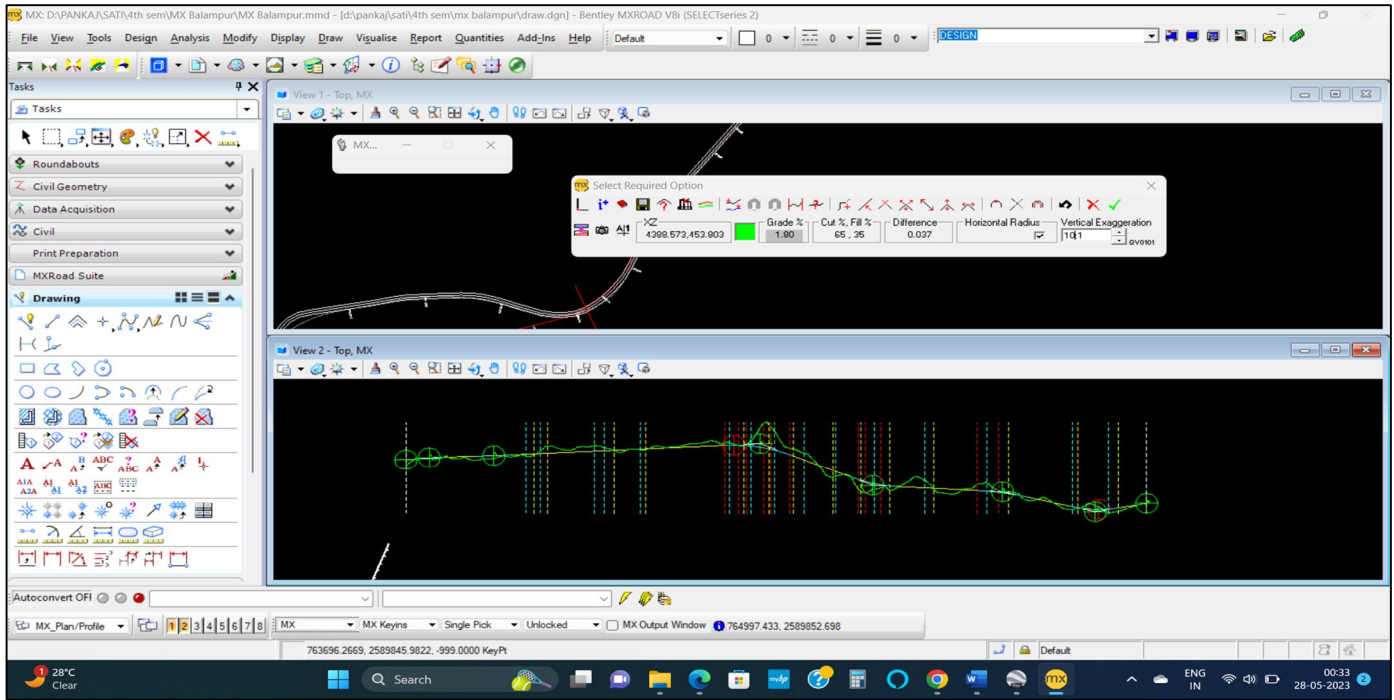 MX: D:\PANKAJ\SATI\4th sem\MX Balampur\MX Balampur.mmd - [d:\pankaj\sati\4th sem\mx balampur\draw.dgn] - Bentley MXROAD V8i (SELECTseries 2)
File View Tools Design Analysis Modify Display Draw Visualise Report Quantities Add-Ins Help Default 0 0 0 DESIGN
Tasks
Tasks
Roundabouts
Civil Geometry
Data Acquisition
Civil
Print Preparation
MXRoad Suite
Drawing
View 1 - Top, MX
MX...
Select Required Option
XZ Grade % Cut %, Fill % Difference Horizontal Radius Vertical Exaggeration
4388.573,453.803 1.80 65 , 35 0.037 10:1 GV0101
View 2 - Top, MX
Autoconvert OFF
MX_Plan/Profile 1 2 3 4 5 6 7 8 MX MX Keyins Single Pick Unlocked MX Output Window 764997.433, 2589852.698
763696.2669, 2589845.9822, -999.0000 KeyPt Default
1 28°C
Clear
Search
ENG
IN
00:33
28-05-2023 2